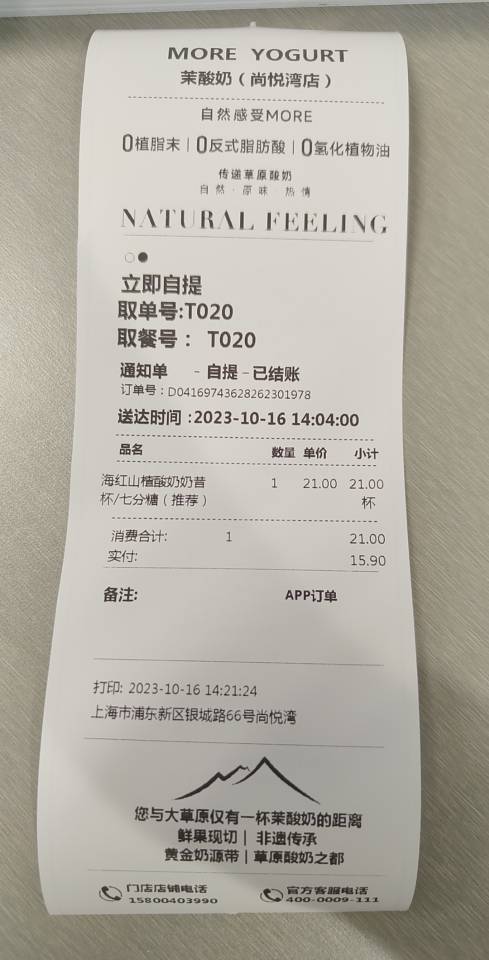 MORE YOGURT
茉酸奶（尚悦湾店）
自然感受MORE
0植脂末 | 0反式脂肪酸 | 0氢化植物油
传递草原酸奶
自然 · 原味 · 热情
NATURAL FEELING
立即自提
取单号:T020
取餐号： T020
通知单 - 自提 - 已结账
订单号：D04169743628262301978
送达时间 :2023-10-16 14:04:00
品名 数量 单价 小计
海红山楂酸奶奶昔 1 21.00 21.00
杯/七分糖（推荐） 杯
消费合计: 1 21.00
实付: 15.90
备注: APP订单
打印: 2023-10-16 14:21:24
上海市浦东新区银城路66号尚悦湾
您与大草原仅有一杯茉酸奶的距离
鲜果现切 | 非遗传承
黄金奶源带 | 草原酸奶之都
门店店铺电话 官方客服电话
15800403990 400-0009-111